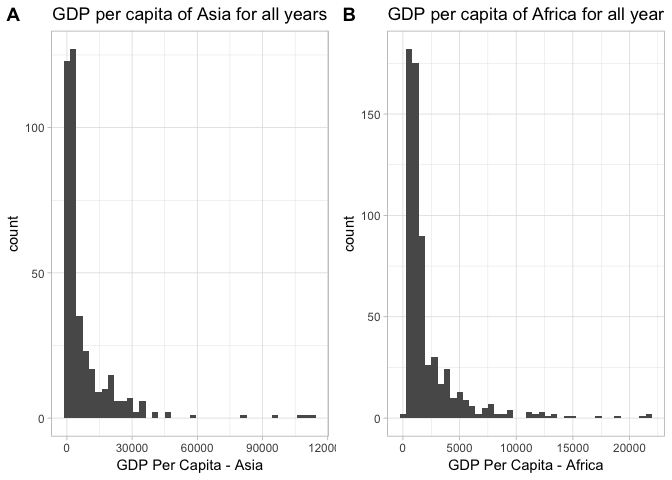 A
GDP per capita of Asia for all years
100
50
0
count
0 30000 60000 90000 12000
GDP Per Capita - Asia
B
GDP per capita of Africa for all year
150
100
50
0
count
0 5000 10000 15000 20000
GDP Per Capita - Africa